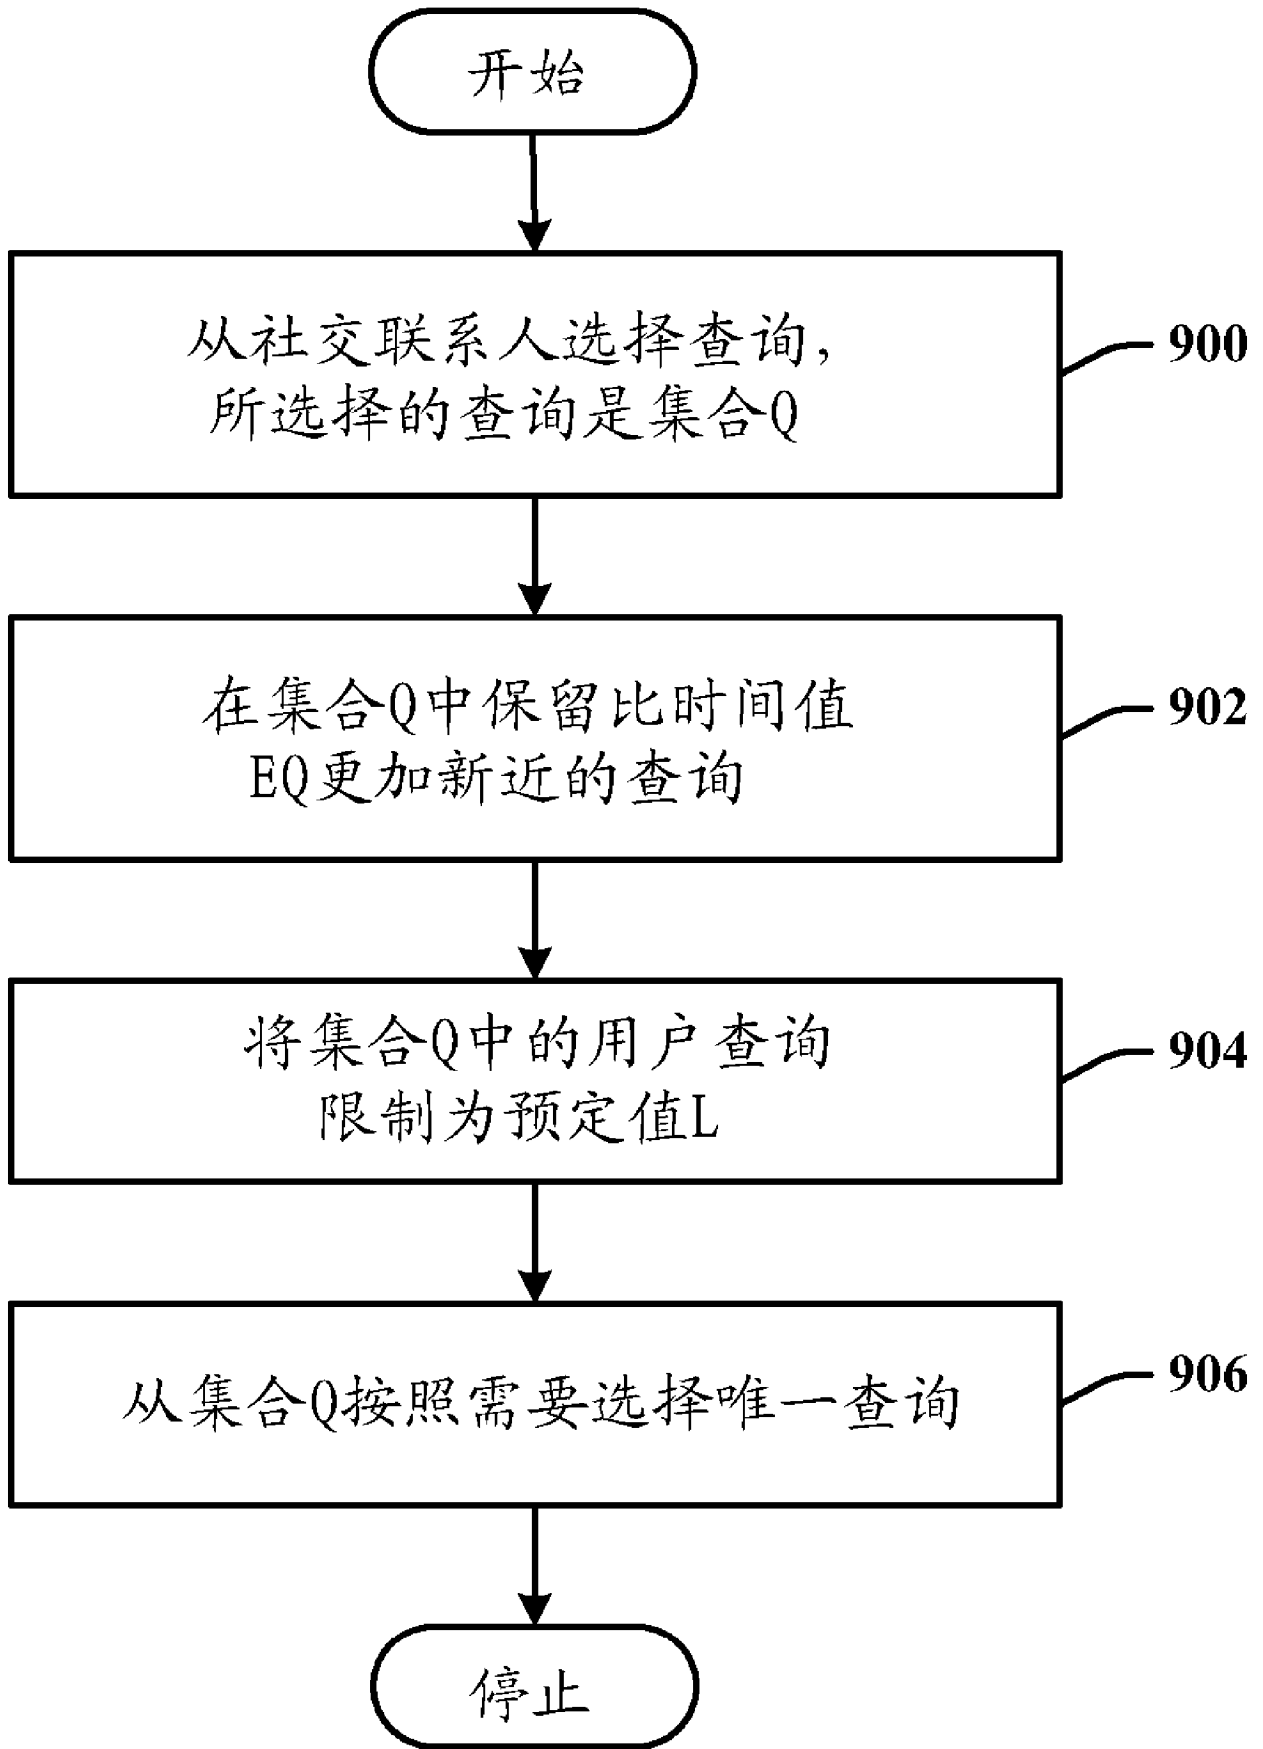 开始
从社交联系人选择查询,
所选择的查询是集合Q
900
在集合Q中保留比时间值
EQ更加新近的查询
902
将集合Q中的用户查询
限制为预定值L
904
从集合Q按照需要选择唯一查询
906
停止